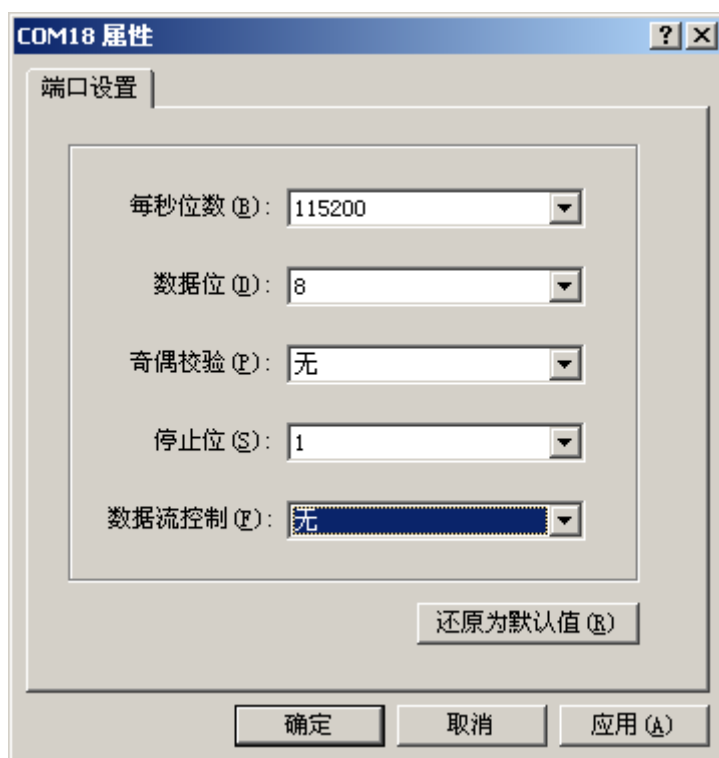 COM18 属性
端口设置
每秒位数(B): 115200
数据位(D): 8
奇偶校验(P): 无
停止位(S): 1
数据流控制(F): 无
还原为默认值(R)
确定 取消 应用(A)